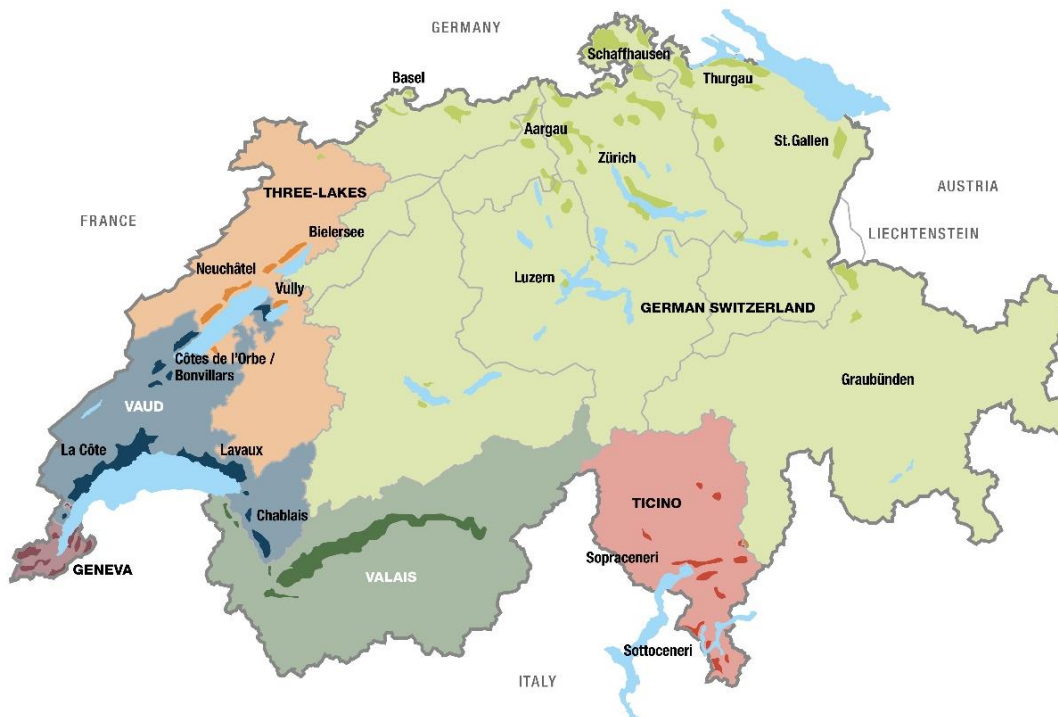 GERMANY
Schaffhausen
Basel
Thurgau
Aargau
St.Gallen
Zürich
AUSTRIA
THREE-LAKES
FRANCE
LIECHTENSTEIN
Bielersee
Neuchâtel
Luzern
Vully
GERMAN SWITZERLAND
Côtes de l'Orbe /
Bonvillars
Graubünden
VAUD
La Côte
Lavaux
TICINO
Chablais
Sopraceneri
GENEVA
VALAIS
Sottoceneri
ITALY